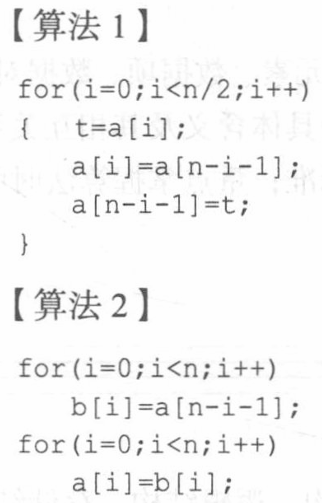 【算法1】
for(i=0;i<n/2;i++)
{  t=a[i];
   a[i]=a[n-i-1];
   a[n-i-1]=t;
}
【算法2】
for(i=0;i<n;i++)
   b[i]=a[n-i-1];
for(i=0;i<n;i++)
   a[i]=b[i];